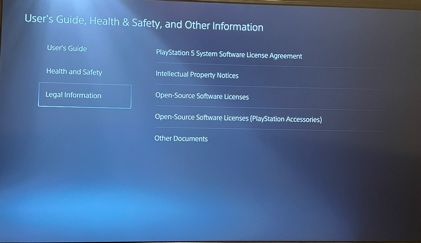 User's Guide, Health & Safety, and Other Information
User's Guide
Health and Safety
Legal Information
PlayStation 5 System Software License Agreement
Intellectual Property Notices
Open-Source Software Licenses
Open-Source Software Licenses (PlayStation Accessories)
Other Documents